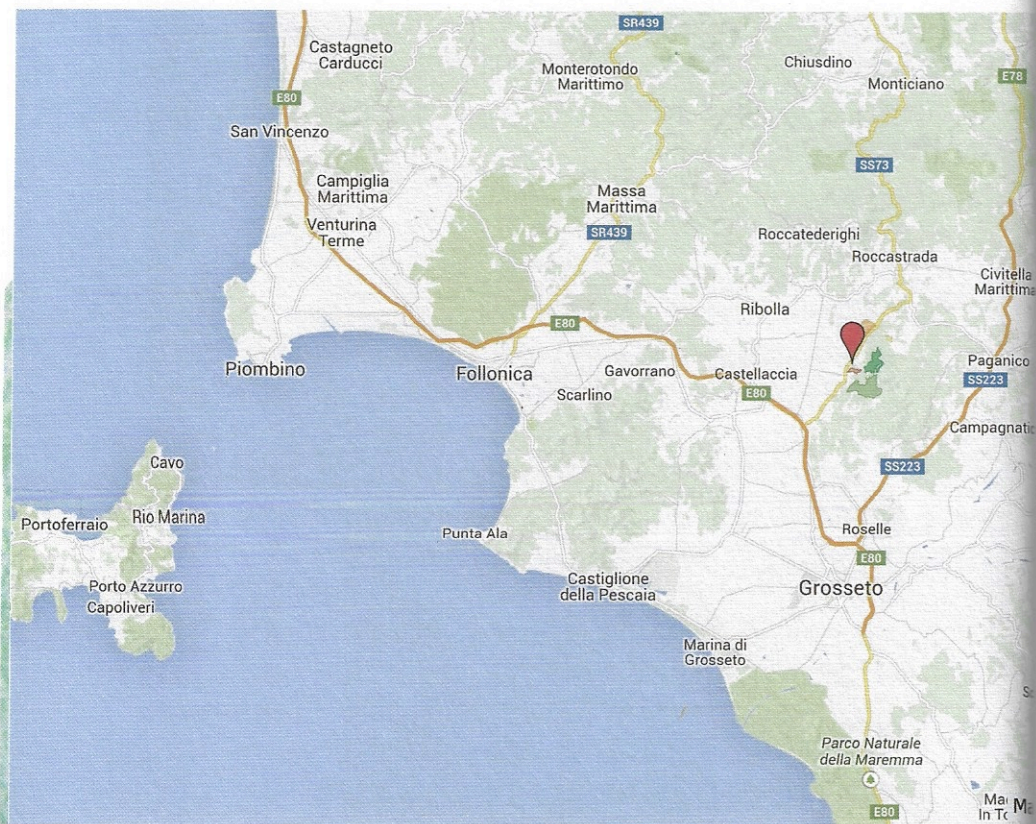 SR439
Castagneto
Carducci
Chiusdino
Monterotondo
Marittimo
E78
Monticiano
E80
San Vincenzo
SS73
Campiglia
Marittima
Massa
Marittima
Venturina
Terme
SR439
Roccatederighi
Roccastrada
Civitella
Marittima
Ribolla
E80
Paganico
Piombino
Follonica
Gavorrano
Castellaccia
SS223
Scarlino
E80
Campagnatic
Cavo
SS223
Portoferraio
Rio Marina
Roselle
Punta Ala
E80
Porto Azzurro
Castiglione
della Pescaia
Grosseto
Capoliveri
Marina di
Grosseto
Parco Naturale
della Maremma
E80
In